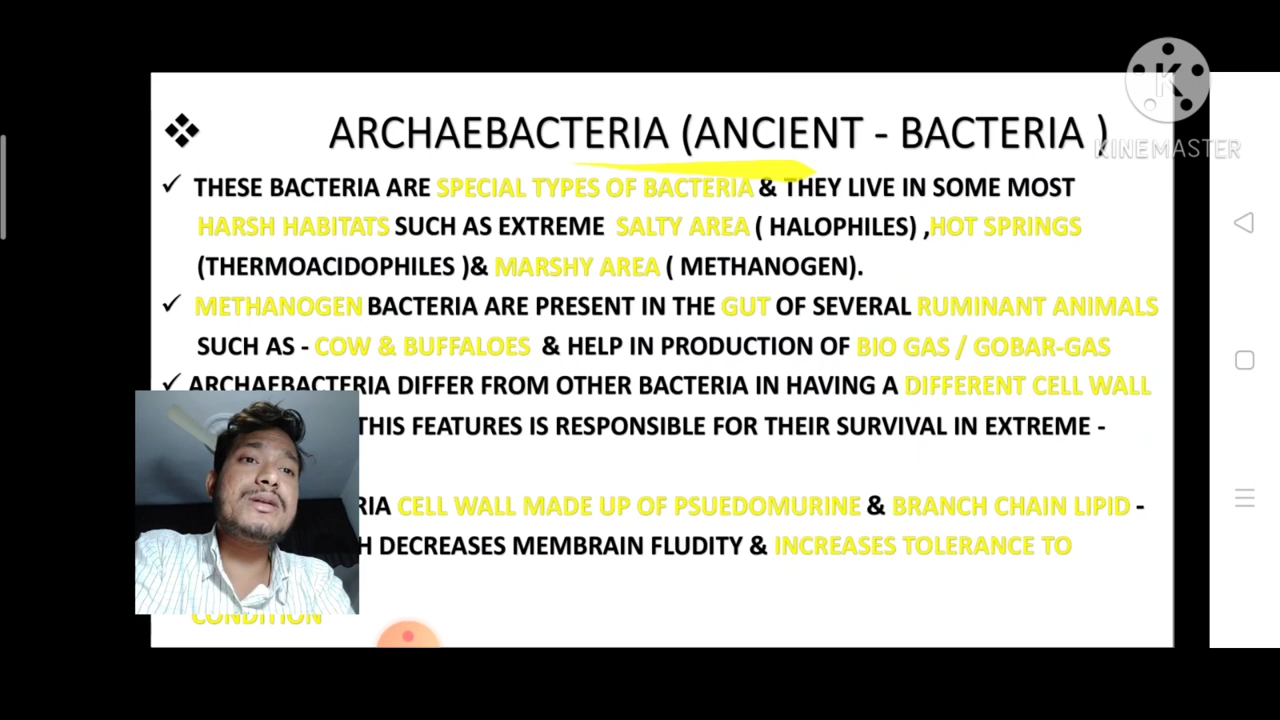 ARCHAEBACTERIA (ANCIENT - BACTERIA )
KINEMASTER
THESE BACTERIA ARE SPECIAL TYPES OF BACTERIA & THEY LIVE IN SOME MOST
HARSH HABITATS SUCH AS EXTREME SALTY AREA ( HALOPHILES) ,HOT SPRINGS
(THERMOACIDOPHILES )& MARSHY AREA ( METHANOGEN).
METHANOGEN BACTERIA ARE PRESENT IN THE GUT OF SEVERAL RUMINANT ANIMALS
SUCH AS - COW & BUFFALOES & HELP IN PRODUCTION OF BIO GAS / GOBAR-GAS
ARCHAEBACTERIA DIFFER FROM OTHER BACTERIA IN HAVING A DIFFERENT CELL WALL
THIS FEATURES IS RESPONSIBLE FOR THEIR SURVIVAL IN EXTREME -
CELL WALL MADE UP OF PSUEDOMURINE & BRANCH CHAIN LIPID -
DECREASES MEMBRAIN FLUDITY & INCREASES TOLERANCE TO
CONDITION